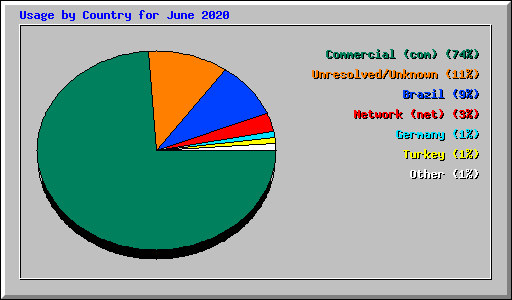 Usage by Country for June 2020
Commercial (com) (74%)
Unresolved/Unknown (11%)
Brazil (9%)
Network (net) (3%)
Germany (1%)
Turkey (1%)
Other (1%)